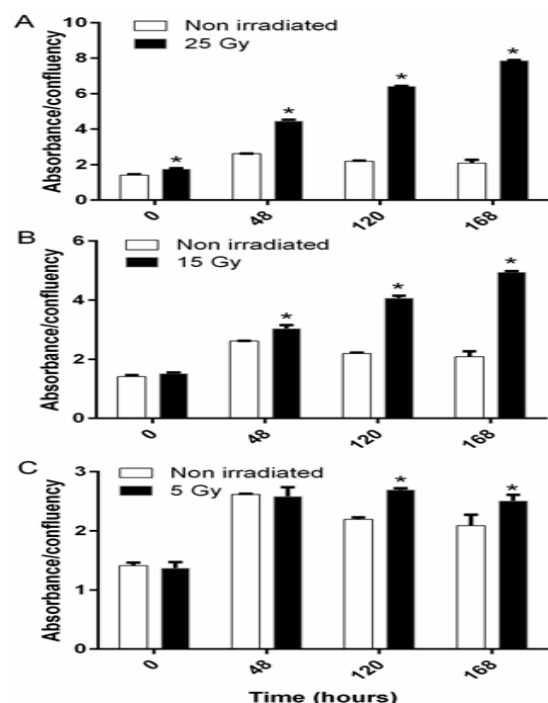 A
Non irradiated
25 Gy
*
*
*
*
Absorbance/confluency
10
8
6
4
2
0
0
48
120
168
B
Non irradiated
15 Gy
*
*
*
Absorbance/confluency
6
4
2
0
0
48
120
168
C
Non irradiated
5 Gy
*
*
Absorbance/confluency
3
2
1
0
0
48
120
168
Time (hours)